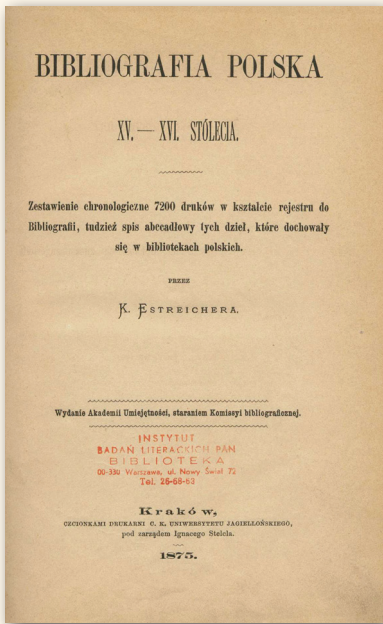 BIBLIOGRAFIA POLSKA
XV. — XVI. STÓLECIA.
Zestawienie chronologiczne 7200 druków w kształcie rejestru do
Bibliografii, tudzież spis abecadłowy tych dzieł, które dochowały
się w bibliotekach polskich.
PRZEZ
K. ESTREICHERA.
Wydanie Akademii Umiejętności, staraniem Komissyi bibliograficznej.
INSTYTUT
BADAŃ LITERACKICH PAN
BIBLIOTEKA
00-330 Warszawa, ul. Nowy Świat 72
Tel. 26-68-63
Kraków,
CZCIONKAMI DRUKARNI C. K. UNIWERSYTETU JAGIELLOŃSKIEGO,
pod zarządem Ignacego Stelcla.
1875.